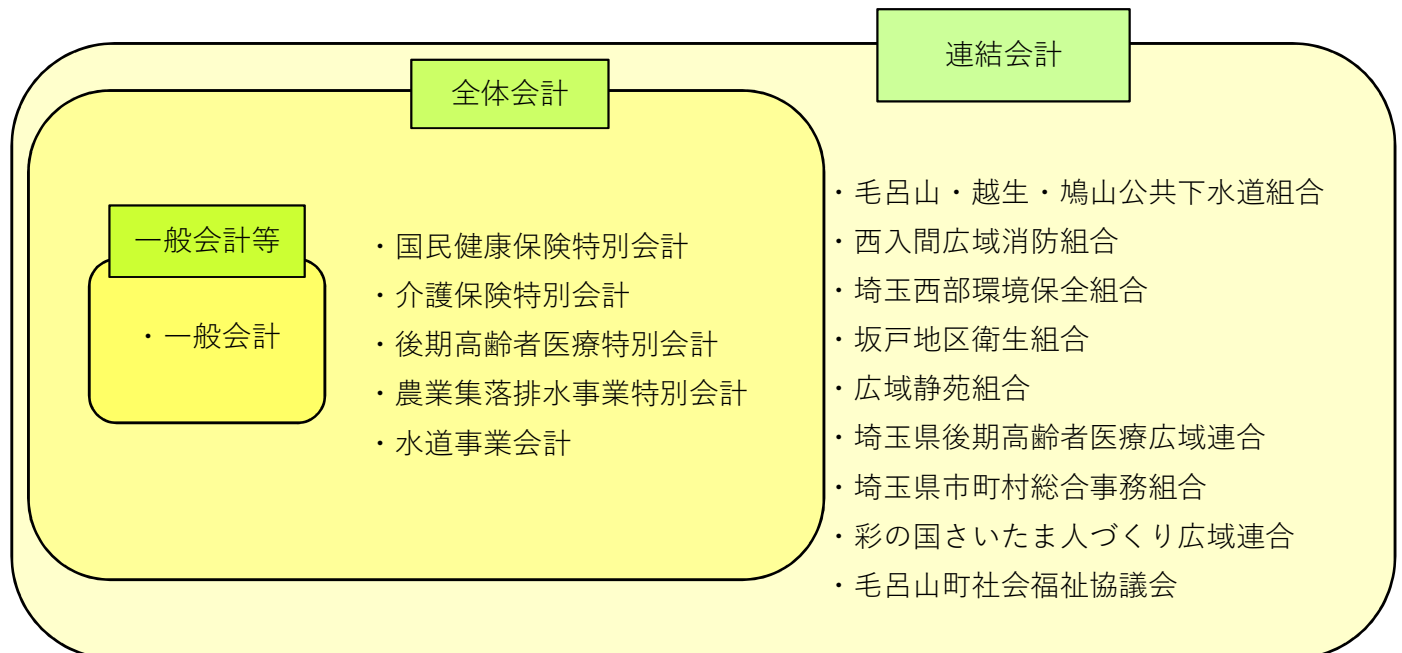 連結会計
全体会計
一般会計等
・一般会計
・国民健康保険特別会計
・介護保険特別会計
・後期高齢者医療特別会計
・農業集落排水事業特別会計
・水道事業会計
・毛呂山・越生・鳩山公共下水道組合
・西入間広域消防組合
・埼玉西部環境保全組合
・坂戸地区衛生組合
・広域静苑組合
・埼玉県後期高齢者医療広域連合
・埼玉県市町村総合事務組合
・彩の国さいたま人づくり広域連合
・毛呂山町社会福祉協議会